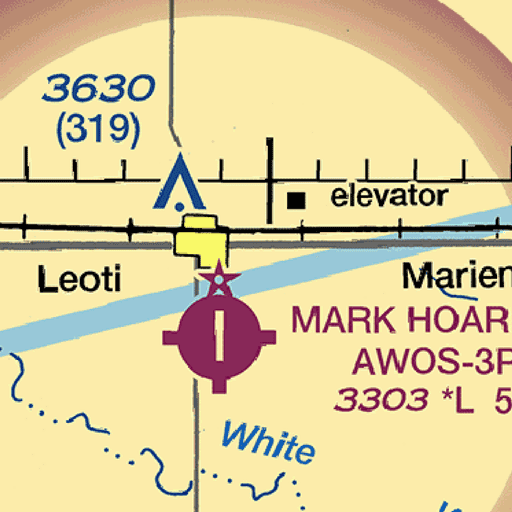 3630
(319)
elevator
Leoti
Marien
MARK HOAR
AWOS-3P
3303 *L 5
White